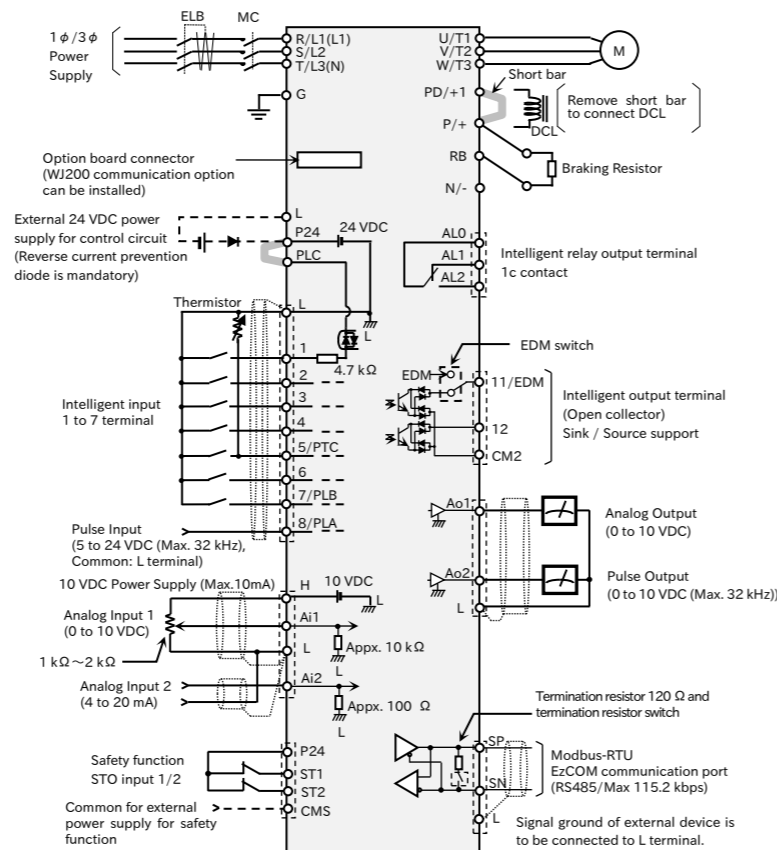 ELB
MC
1ϕ/3ϕ
Power
Supply
R/L1(L1)
S/L2
T/L3(N)
G
U/T1
V/T2
W/T3
M
PD/+1
Short bar
DCL
Remove short bar
to connect DCL
P/+
RB
Braking Resistor
N/-
Option board connector
(WJ200 communication option
can be installed)
External 24 VDC power
supply for control circuit
(Reverse current prevention
diode is mandatory)
L
P24
24 VDC
PLC
AL0
AL1
AL2
Intelligent relay output terminal
1c contact
Thermistor
L
L
1
4.7 kΩ
2
3
4
5/PTC
6
7/PLB
8/PLA
Intelligent input
1 to 7 terminal
EDM switch
EDM
11/EDM
12
CM2
Intelligent output terminal
(Open collector)
Sink / Source support
Pulse Input
(5 to 24 VDC (Max. 32 kHz),
Common: L terminal)
Ao1
Analog Output
(0 to 10 VDC)
Ao2
Pulse Output
(0 to 10 VDC (Max. 32 kHz))
L
10 VDC Power Supply (Max.10mA)
H
10 VDC
L
Analog Input 1
(0 to 10 VDC)
Ai1
L
Appx. 10 kΩ
L
1 kΩ～2 kΩ
Analog Input 2
(4 to 20 mA)
Ai2
Appx. 100 Ω
L
Termination resistor 120 Ω and
termination resistor switch
SP
SN
L
Modbus-RTU
EzCOM communication port
(RS485/Max 115.2 kbps)
Signal ground of external device is
to be connected to L terminal.
Safety function
STO input 1/2
P24
ST1
ST2
CMS
Common for external
power supply for safety
function